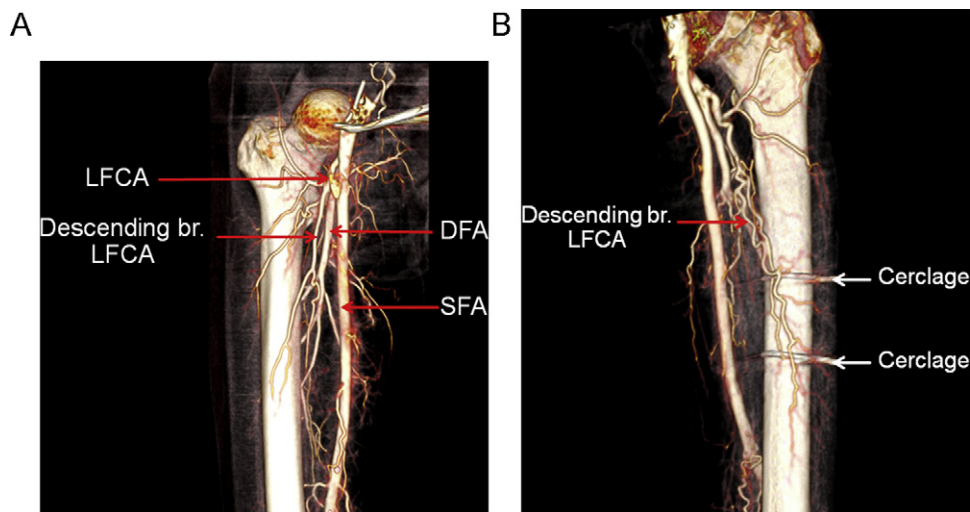 A
B
LFCA
Descending br.
LFCA
DFA
SFA
Descending br.
LFCA
Cerclage
Cerclage